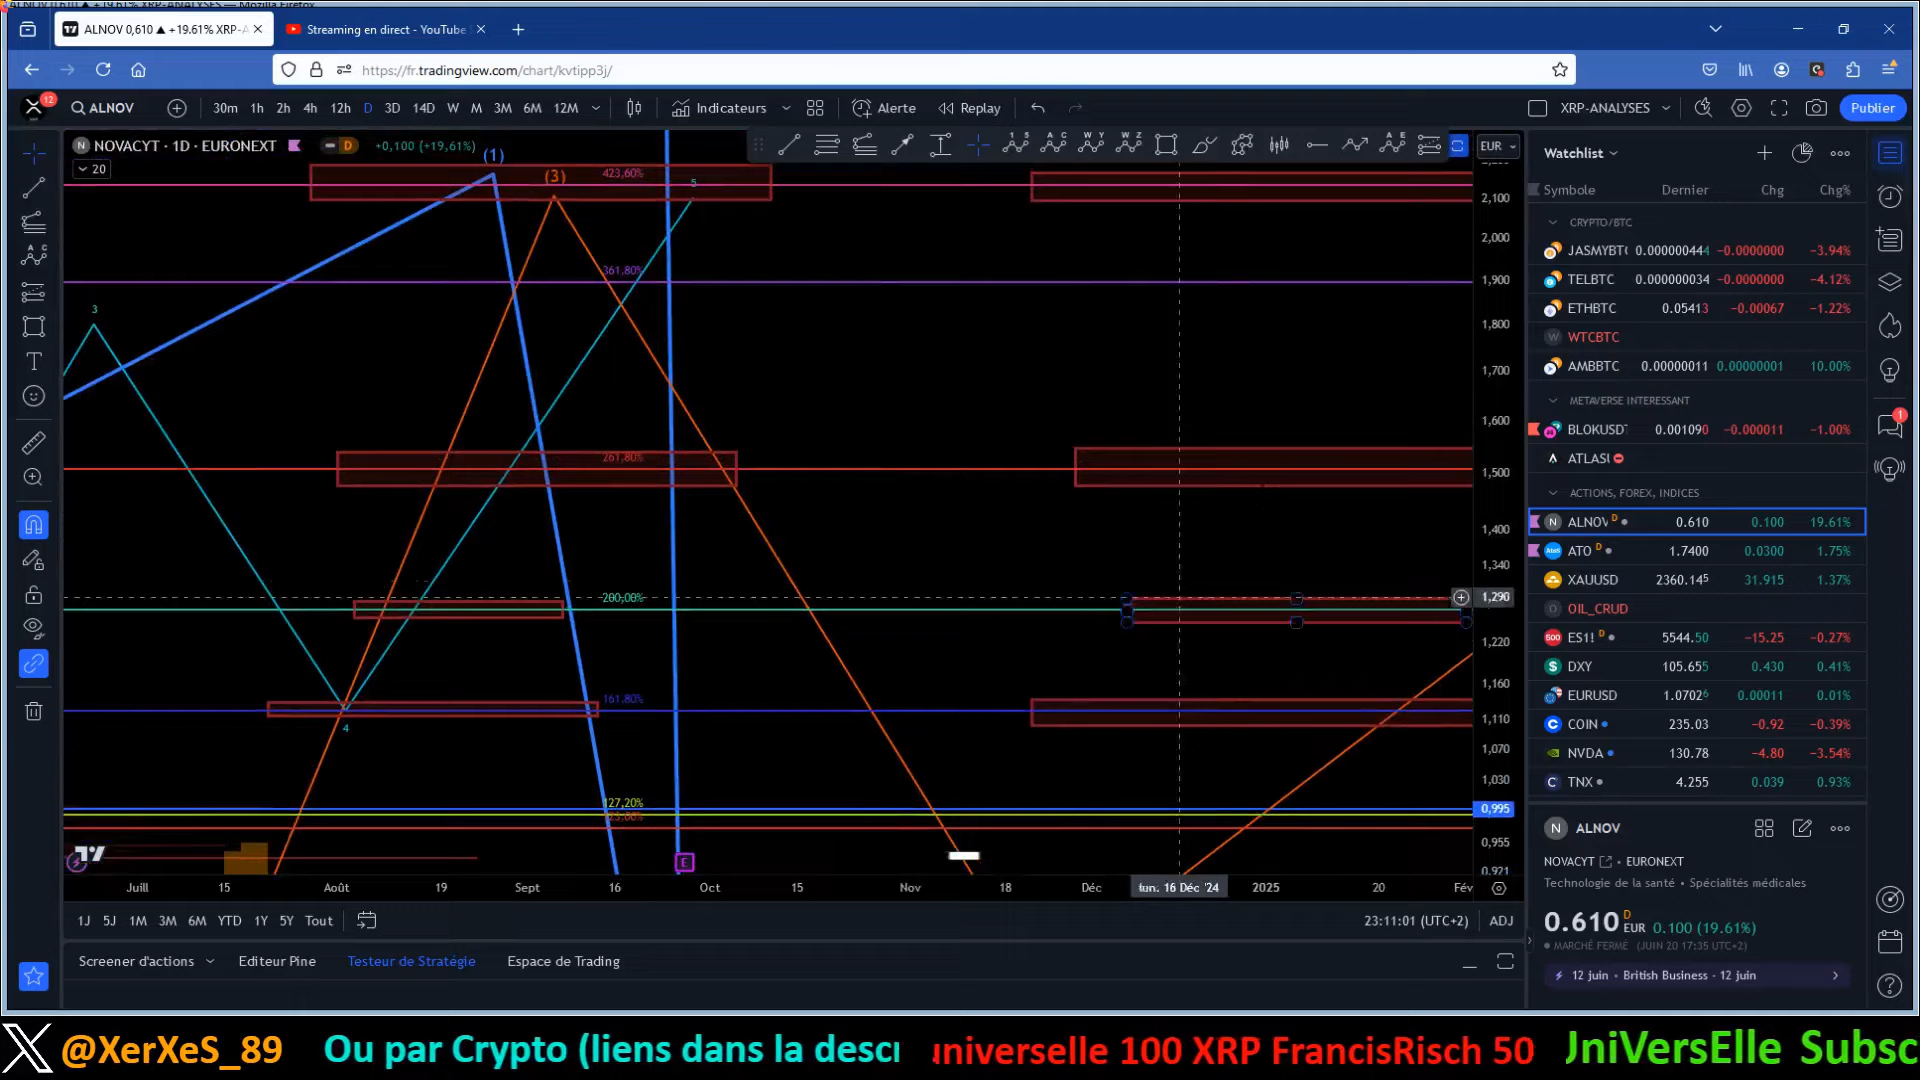 ALNOV 0,610 ▲ +19.61% XRP-A
Streaming en direct - YouTube
https://fr.tradingview.com/chart/kvtipp3j/
12
ALNOV
30m 1h 2h 4h 12h D 3D 14D W M 3M 6M 12M
Indicateurs
Alerte
Replay
XRP-ANALYSES
Publier
NOVACYT · 1D · EURONEXT
D
+0,100 (+19,61%)
20
EUR
(1)
(3)
5
3
4
423,60%
361,80%
261,80%
200,00%
161,80%
127,20%
2,100
2,000
1,900
1,800
1,700
1,600
1,500
1,400
1,340
1,290
1,220
1,160
1,110
1,070
1,030
0,995
0,955
0,921
E
Juill 15 Août 19 Sept 16 Oct 15 Nov 18 Déc lun. 16 Déc '24 2025 20 Fév
1J 5J 1M 3M 6M YTD 1Y 5Y Tout
23:11:01 (UTC+2)
ADJ
Screener d'actions
Editeur Pine
Testeur de Stratégie
Espace de Trading
Watchlist
Symbole Dernier Chg Chg%
CRYPTO/BTC
JASMYBT 0.000000444 −0.0000000 −3.94%
TELBTC 0.000000034 −0.0000000 −4.12%
ETHBTC 0.05413 −0.00067 −1.22%
WTCBTC
AMBBTC 0.00000011 0.00000001 10.00%
METAVERSE INTERESSANT
BLOKUSD 0.001090 −0.000011 −1.00%
ATLASU
ACTIONS, FOREX, INDICES
ALNOV D 0.610 0.100 19.61%
ATO D 1.7400 0.0300 1.75%
XAUUSD 2360.145 31.915 1.37%
OIL_CRUD
ES1! D 5544.50 −15.25 −0.27%
DXY 105.655 0.430 0.41%
EURUSD 1.07026 0.00011 0.01%
COIN 235.03 −0.92 −0.39%
NVDA 130.78 −4.80 −3.54%
TNX 4.255 0.039 0.93%
1
ALNOV
NOVACYT • EURONEXT
Technologie de la santé • Spécialités médicales
0.610 D EUR 0.100 (19.61%)
MARCHÉ FERMÉ (JUIN 20 17:35 UTC+2)
12 juin • British Business - 12 juin
@XerXeS_89
Ou par Crypto (liens dans la descr
universelle 100 XRP FrancisRisch 50
UniVersElle Subsc